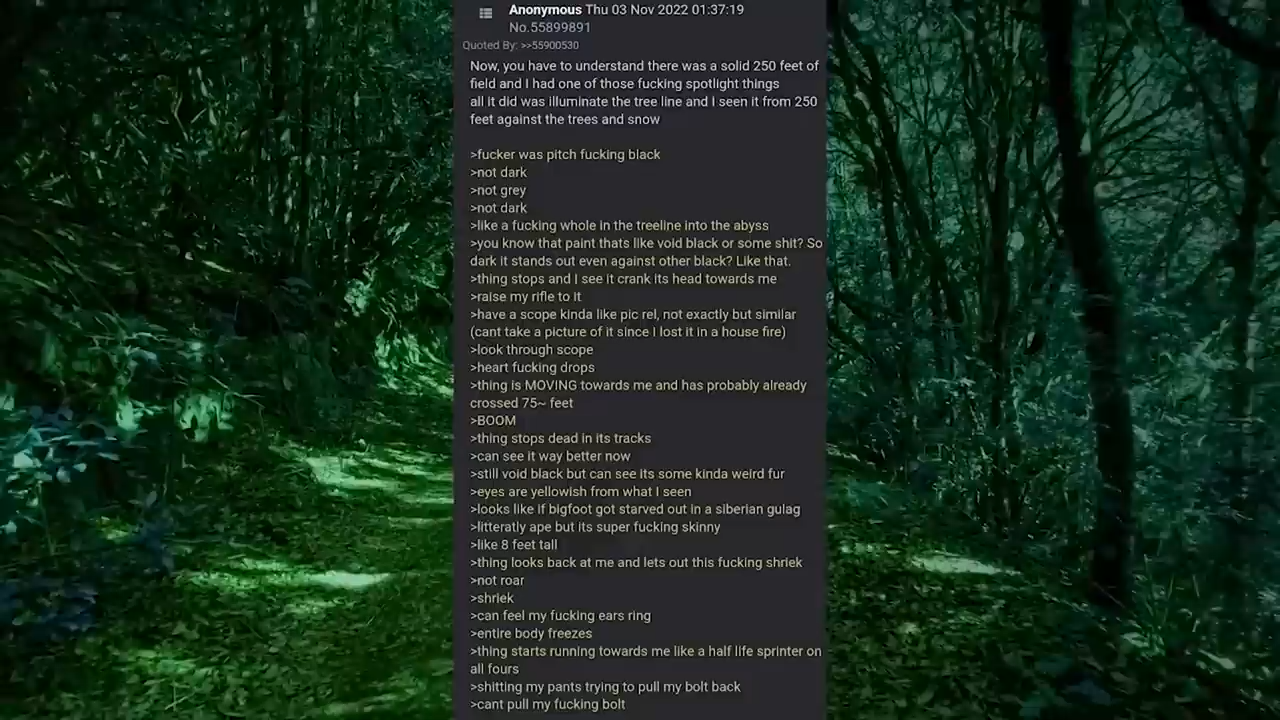 Anonymous Thu 03 Nov 2022 01:37:19
No.55899891
Quoted By: >>55900530
Now, you have to understand there was a solid 250 feet of
field and I had one of those fucking spotlight things
all it did was illuminate the tree line and I seen it from 250
feet against the trees and snow
>fucker was pitch fucking black
>not dark
>not grey
>not dark
>like a fucking whole in the treeline into the abyss
>you know that paint thats like void black or some shit? So
dark it stands out even against other black? Like that.
>thing stops and I see it crank its head towards me
>raise my rifle to it
>have a scope kinda like pic rel, not exactly but similar
(cant take a picture of it since I lost it in a house fire)
>look through scope
>heart fucking drops
>thing is MOVING towards me and has probably already
crossed 75~ feet
>BOOM
>thing stops dead in its tracks
>can see it way better now
>still void black but can see its some kinda weird fur
>eyes are yellowish from what I seen
>looks like if bigfoot got starved out in a siberian gulag
>litteratly ape but its super fucking skinny
>like 8 feet tall
>thing looks back at me and lets out this fucking shriek
>not roar
>shriek
>can feel my fucking ears ring
>entire body freezes
>thing starts running towards me like a half life sprinter on
all fours
>shitting my pants trying to pull my bolt back
>cant pull my fucking bolt